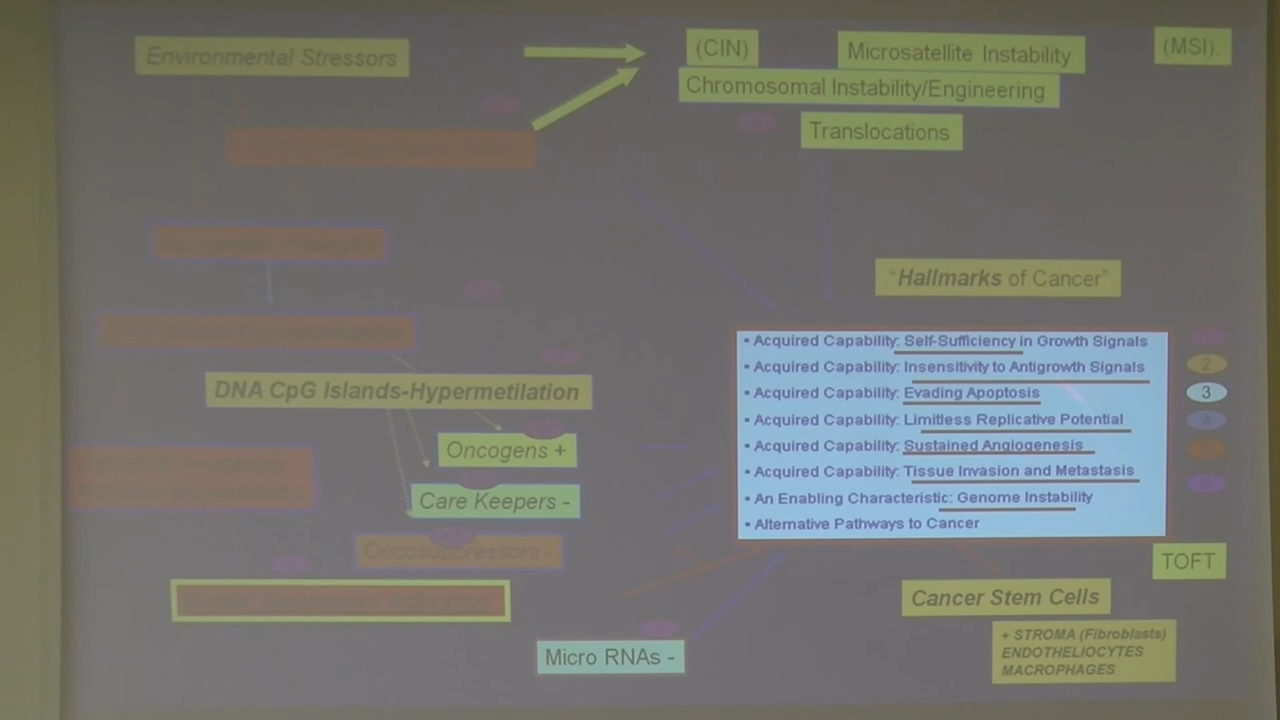 Environmental Stressors
(CIN)
Microsatellite Instability
(MSI).
Chromosomal Instability/Engineering
Translocations
"Hallmarks of Cancer"
▪ Acquired Capability: Self-Sufficiency in Growth Signals
▪ Acquired Capability: Insensitivity to Antigrowth Signals
▪ Acquired Capability: Evading Apoptosis
▪ Acquired Capability: Limitless Replicative Potential
▪ Acquired Capability: Sustained Angiogenesis
▪ Acquired Capability: Tissue Invasion and Metastasis
▪ An Enabling Characteristic: Genome Instability
▪ Alternative Pathways to Cancer
2
3
4
DNA CpG Islands-Hypermetilation
Oncogens +
Care Keepers -
Oncosuppressors -
TOFT
Cancer Stem Cells
+ STROMA (Fibroblasts)
ENDOTHELIOCYTES
MACROPHAGES
Micro RNAs -